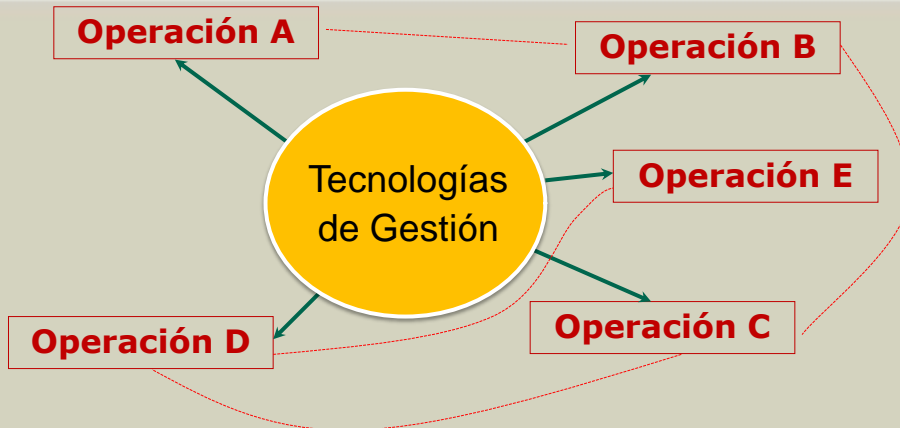 Operación A
Operación B
Tecnologías
de Gestión
Operación E
Operación C
Operación D